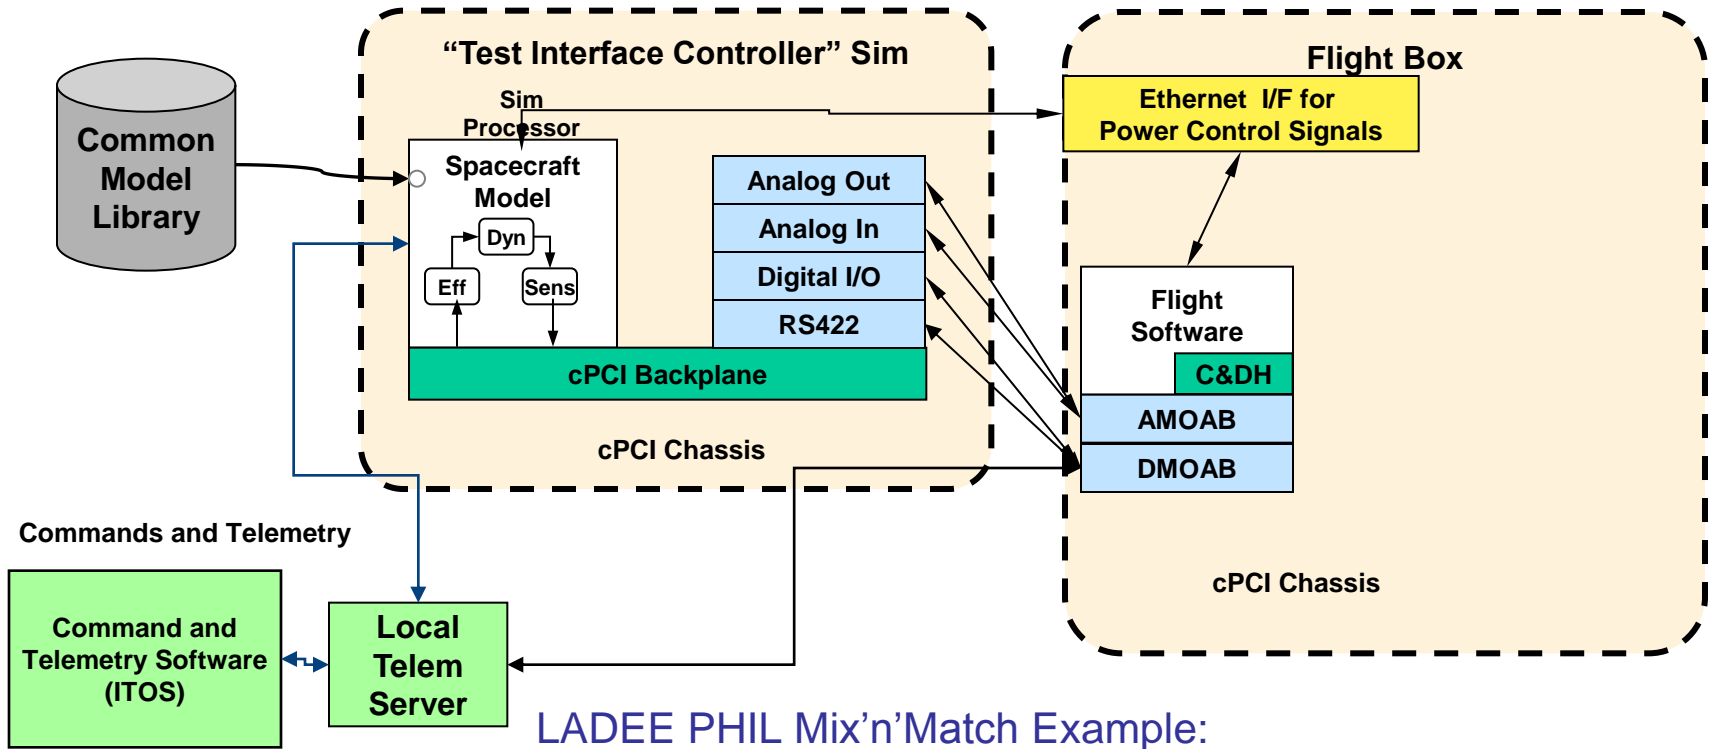 “Test Interface Controller” Sim
Flight Box
Sim
Processor
Ethernet I/F for
Power Control Signals
Common
Model
Library
Spacecraft
Model
Dyn
Eff
Sens
Analog Out
Analog In
Digital I/O
RS422
cPCI Backplane
cPCI Chassis
Flight
Software
C&DH
AMOAB
DMOAB
cPCI Chassis
Commands and Telemetry
Command and
Telemetry Software
(ITOS)
Local
Telem
Server
LADEE PHIL Mix’n’Match Example: